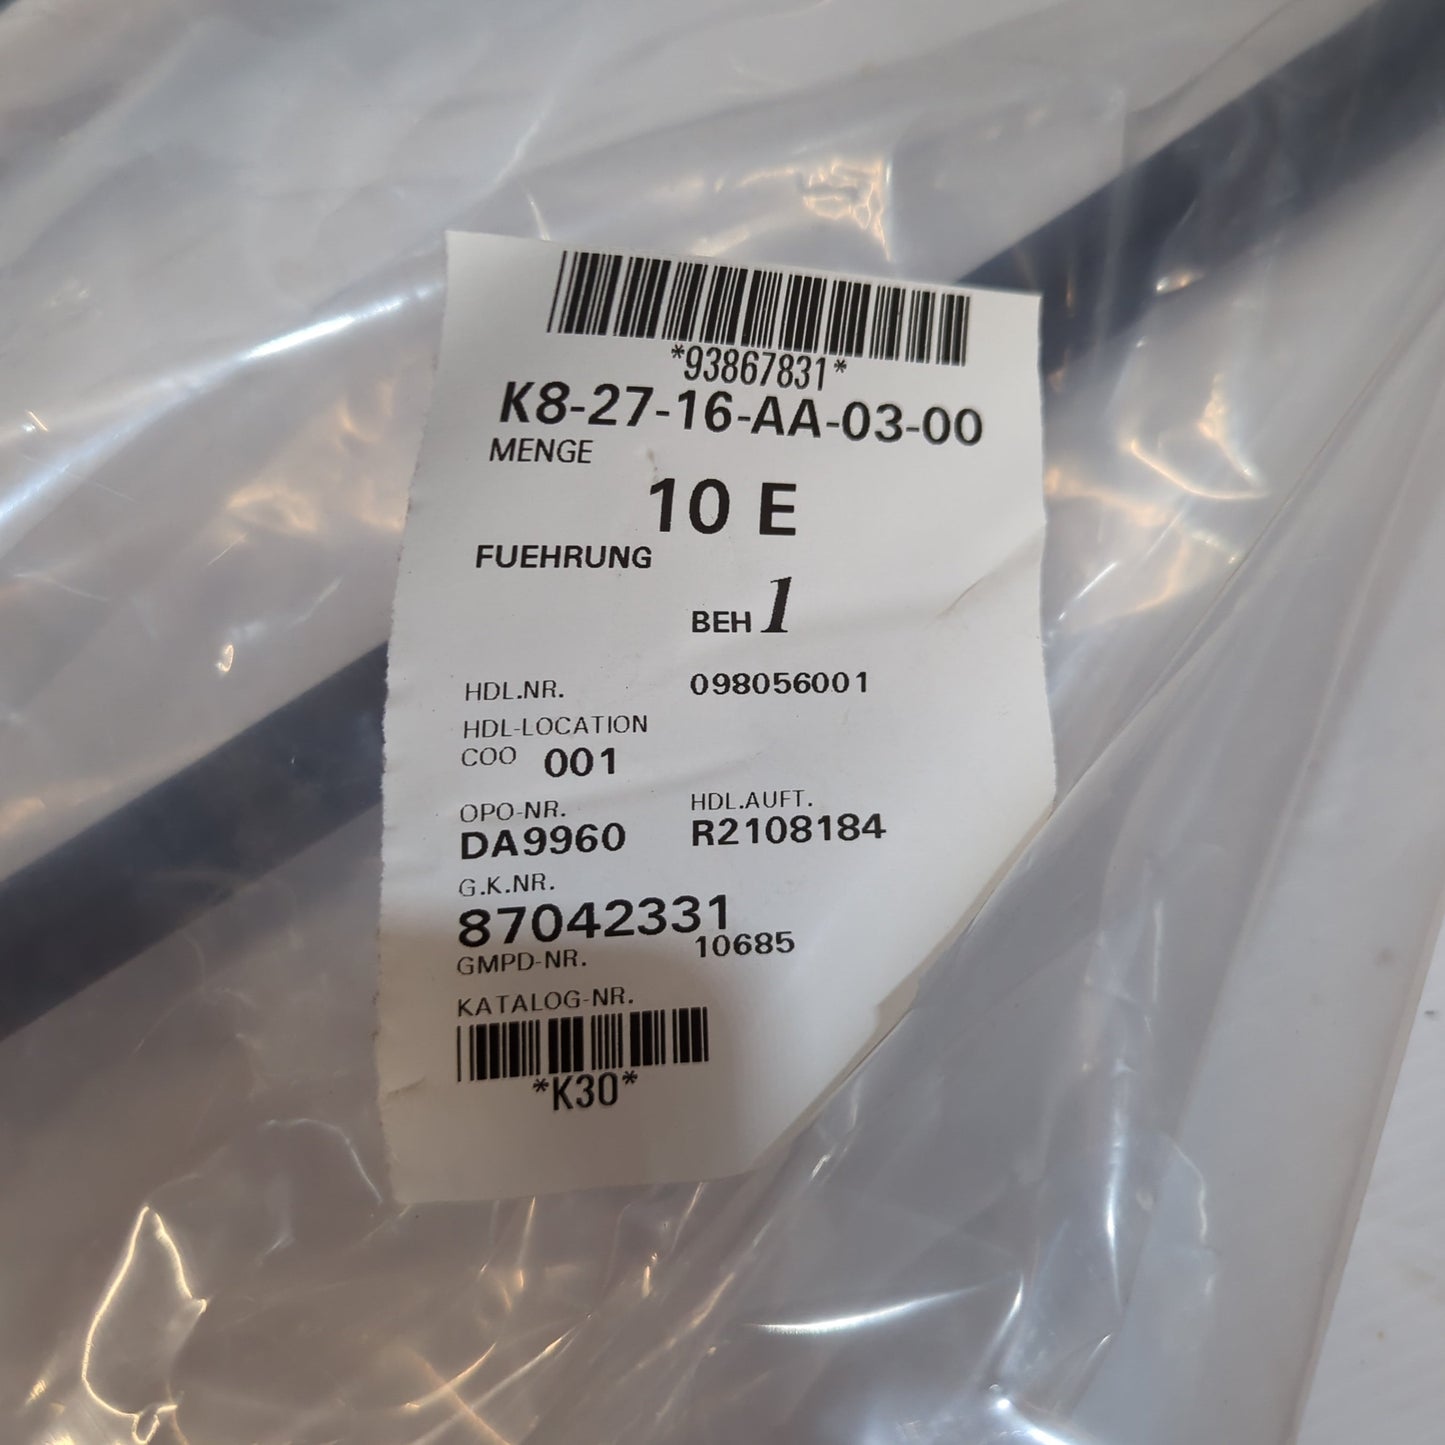 *93867831*
K8-27-16-AA-03-00
MENGE
10 E
FUEHRUNG
BEH 1
HDL.NR. 098056001
HDL-LOCATION
COO 001
OPO-NR. HDL.AUFT.
DA9960 R2108184
G.K.NR.
87042331
GMPD-NR. 10685
KATALOG-NR.
*K30*